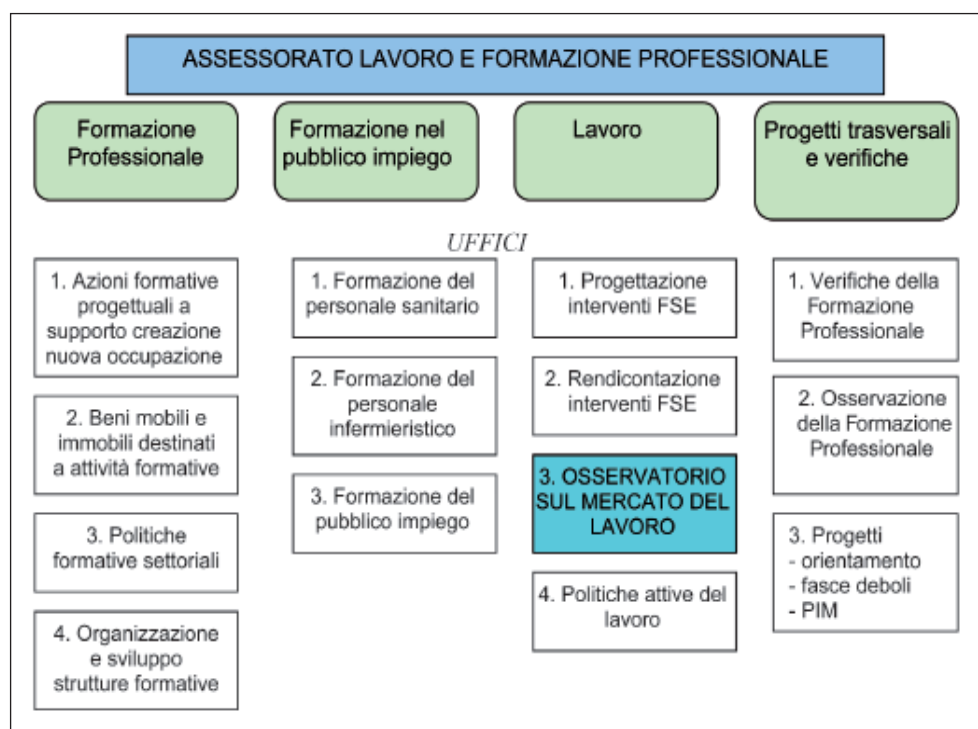 ASSESSORATO LAVORO E FORMAZIONE PROFESSIONALE
Formazione
Professionale
Formazione nel
pubblico impiego
Lavoro
Progetti trasversali
e verifiche
UFFICI
1. Azioni formative
progettuali a
supporto creazione
nuova occupazione
2. Beni mobili e
immobili destinati
a attività formative
3. Politiche
formative settoriali
4. Organizzazione
e sviluppo
strutture formative
1. Formazione del
personale sanitario
2. Formazione del
personale
infermieristico
3. Formazione del
pubblico impiego
1. Progettazione
interventi FSE
2. Rendicontazione
interventi FSE
3. OSSERVATORIO
SUL MERCATO DEL
LAVORO
4. Politiche attive del
lavoro
1. Verifiche della
Formazione
Professionale
2. Osservazione
della Formazione
Professionale
3. Progetti
- orientamento
- fasce deboli
- PIM